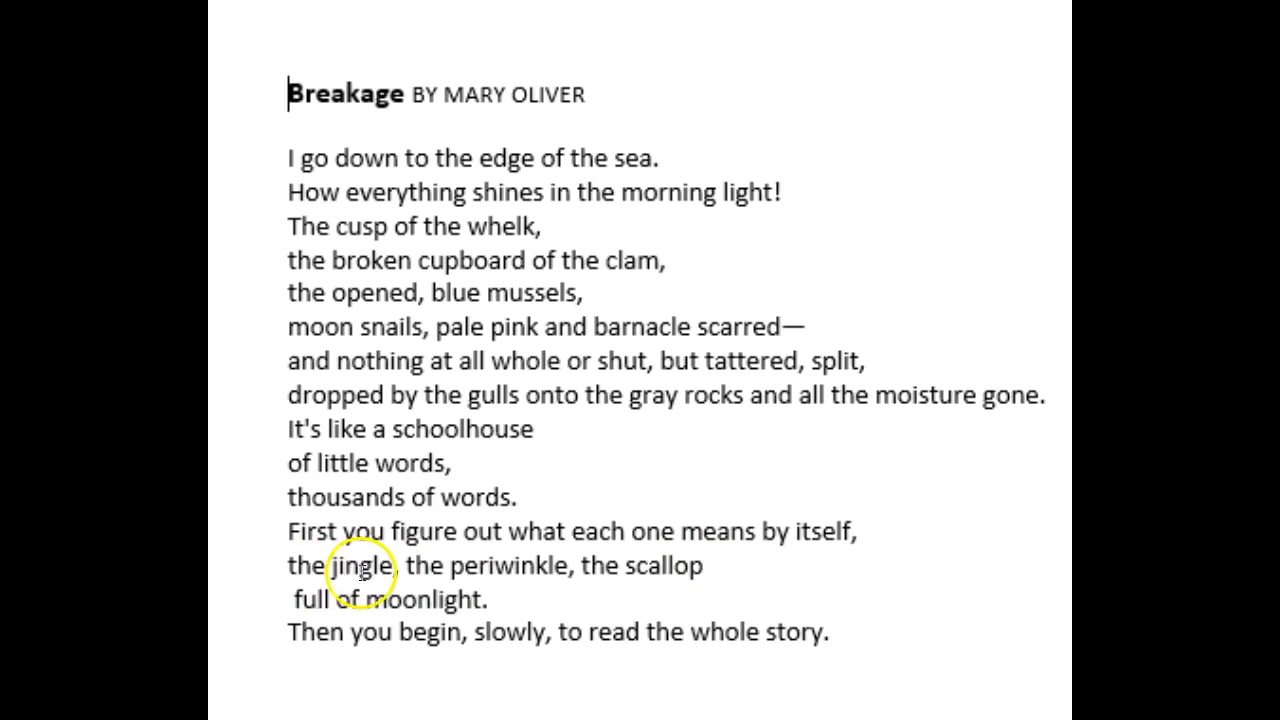 Breakage BY MARY OLIVER
I go down to the edge of the sea.
How everything shines in the morning light!
The cusp of the whelk,
the broken cupboard of the clam,
the opened, blue mussels,
moon snails, pale pink and barnacle scarred—
and nothing at all whole or shut, but tattered, split,
dropped by the gulls onto the gray rocks and all the moisture gone.
It's like a schoolhouse
of little words,
thousands of words.
First you figure out what each one means by itself,
the jingle, the periwinkle, the scallop
full of moonlight.
Then you begin, slowly, to read the whole story.